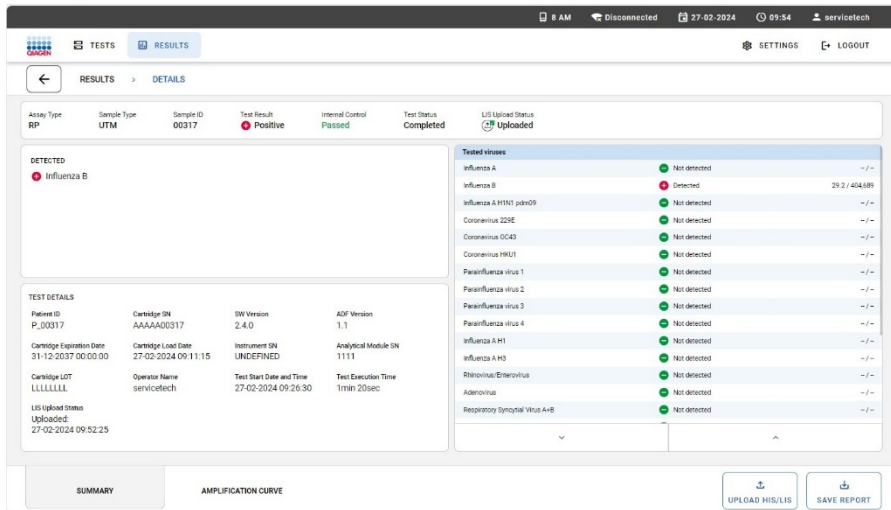 8 AM Disconnected 27-02-2024 09:54 servicetech
QIAGEN TESTS RESULTS SETTINGS LOGOUT
RESULTS > DETAILS
Assay Type Sample Type Sample ID Test Result Internal Control Test Status LIS Upload Status
RP UTM 00317 Positive Passed Completed Uploaded
DETECTED
Influenza B
TEST DETAILS
Patient ID Cartridge SN SW Version ADF Version
P_00317 AAAAA00317 2.4.0 1.1
Cartridge Expiration Date Cartridge Load Date Instrument SN Analytical Module SN
31-12-2037 00:00:00 27-02-2024 09:11:15 UNDEFINED 1111
Cartridge LOT Operator Name Test Start Date and Time Test Execution Time
LLLLLLLL servicetech 27-02-2024 09:26:30 1min 20sec
LIS Upload Status
Uploaded:
27-02-2024 09:52:25
Tested viruses
Influenza A Not detected –/–
Influenza B Detected 29.2 / 404,689
Influenza A H1N1 pdm09 Not detected –/–
Coronavirus 229E Not detected –/–
Coronavirus OC43 Not detected –/–
Coronavirus HKU1 Not detected –/–
Parainfluenza virus 1 Not detected –/–
Parainfluenza virus 2 Not detected –/–
Parainfluenza virus 3 Not detected –/–
Parainfluenza virus 4 Not detected –/–
Influenza A H1 Not detected –/–
Influenza A H3 Not detected –/–
Rhinovirus/Enterovirus Not detected –/–
Adenovirus Not detected –/–
Respiratory Syncytial Virus A+B Not detected –/–
SUMMARY AMPLIFICATION CURVE UPLOAD HIS/LIS SAVE REPORT